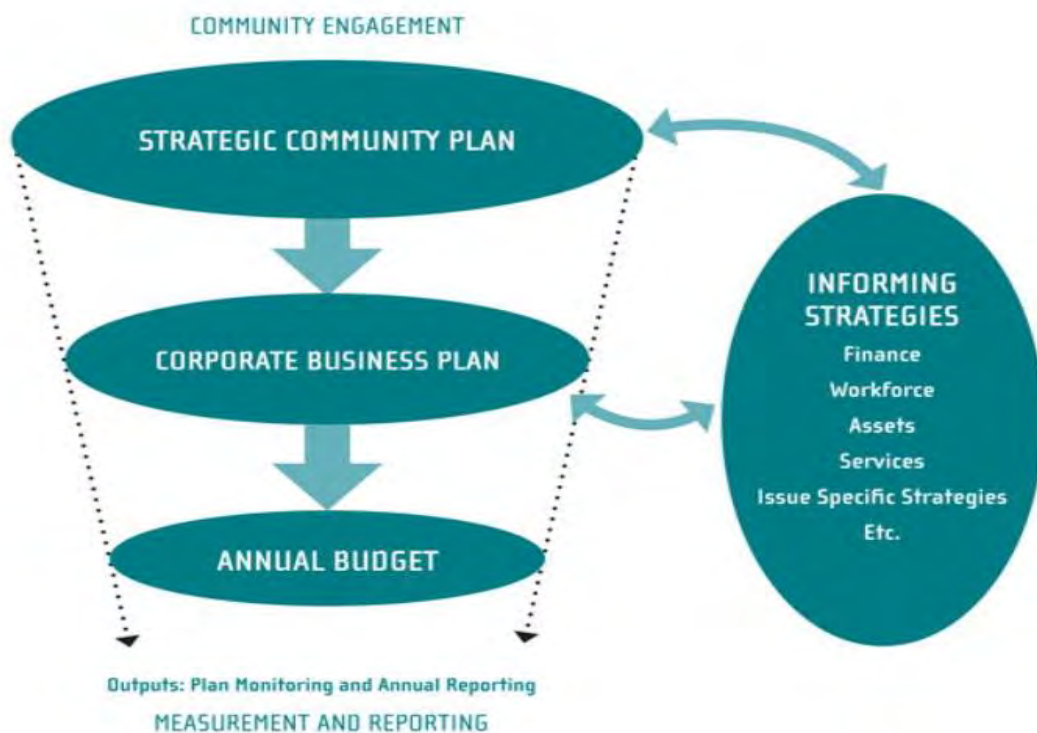 COMMUNITY ENGAGEMENT
STRATEGIC COMMUNITY PLAN
CORPORATE BUSINESS PLAN
ANNUAL BUDGET
INFORMING
STRATEGIES
Finance
Workforce
Assets
Services
Issue Specific Strategies
Etc.
Outputs: Plan Monitoring and Annual Reporting
MEASUREMENT AND REPORTING